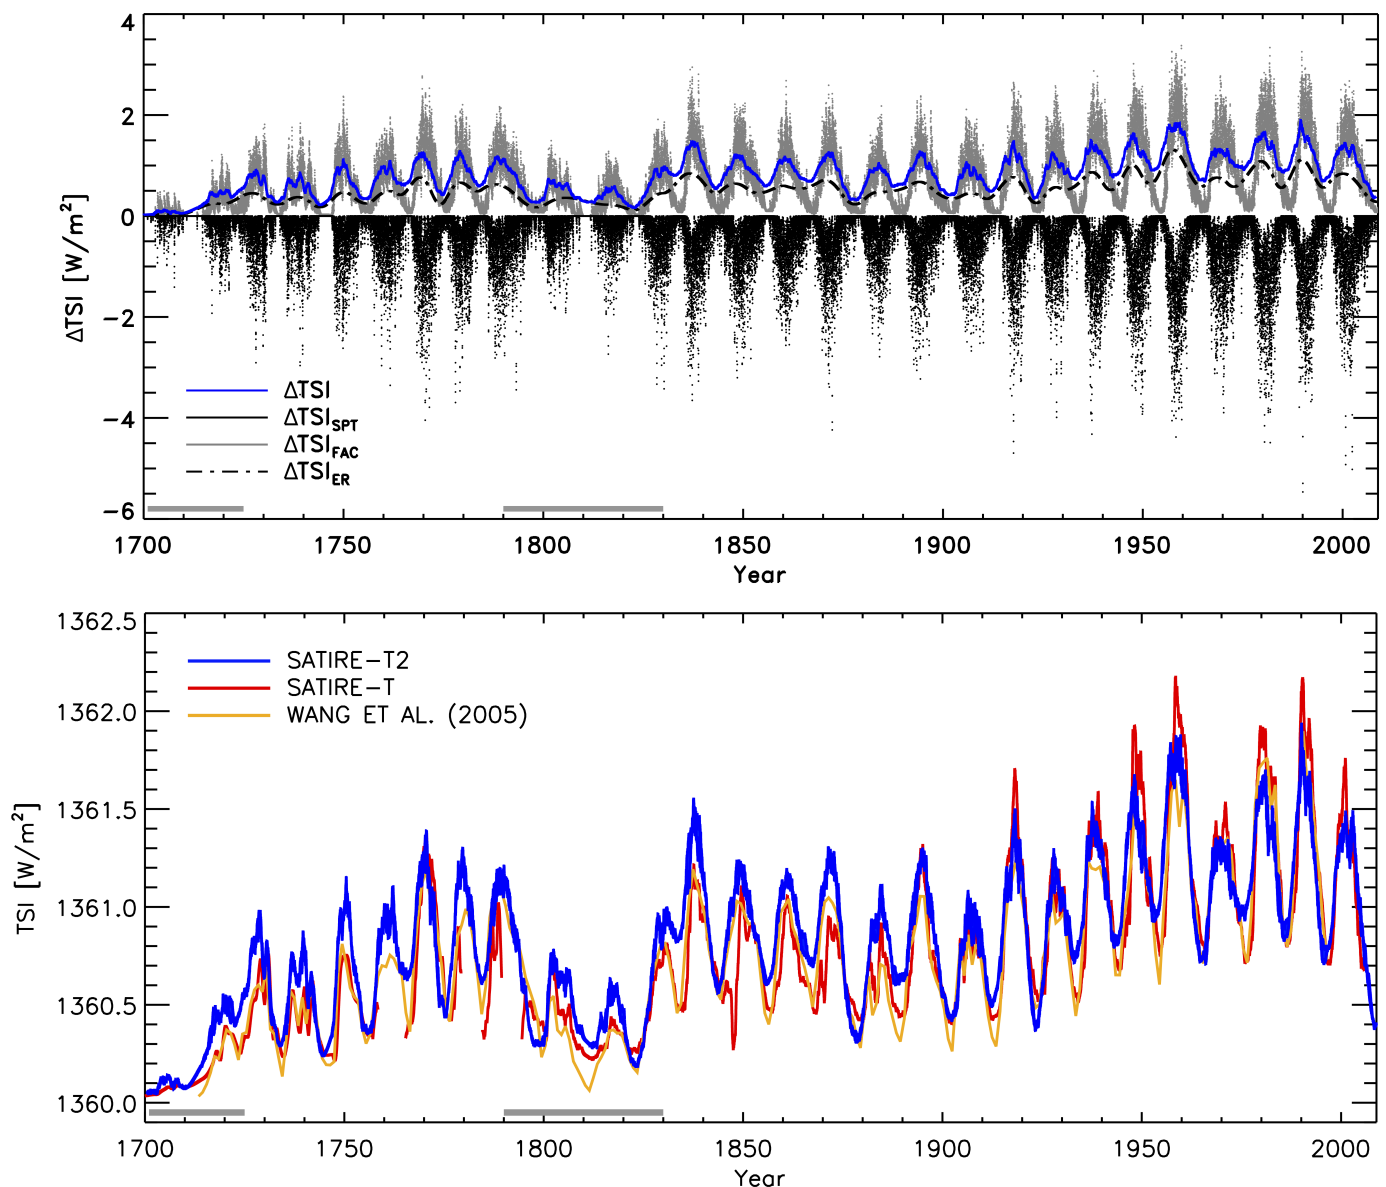 4
2
0
−2
−4
−6
ΔTSI [W/m²]
ΔTSI
ΔTSI_SPT
ΔTSI_FAC
ΔTSI_ER
1700 1750 1800 1850 1900 1950 2000
Year
1362.5
1362.0
1361.5
1361.0
1360.5
1360.0
TSI [W/m²]
SATIRE−T2
SATIRE−T
WANG ET AL. (2005)
1700 1750 1800 1850 1900 1950 2000
Year